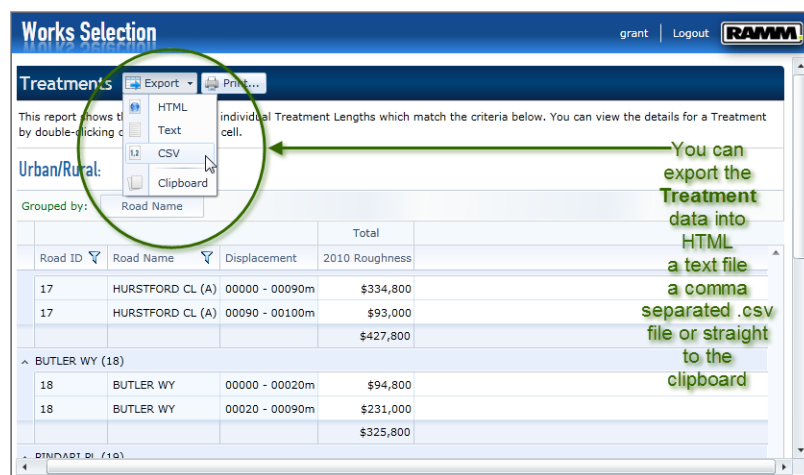 Works Selection
grant | Logout RAMM
Treatments Export Print...
This report shows th individual Treatment Lengths which match the criteria below. You can view the details for a Treatment
by double-clicking cell.
HTML
Text
1,2 CSV
Clipboard
Urban/Rural:
Grouped by: Road Name
Total
Road ID Road Name Displacement 2010 Roughness
17 HURSTFORD CL (A) 00000 - 00090m $334,800
17 HURSTFORD CL (A) 00090 - 00100m $93,000
$427,800
BUTLER WY (18)
18 BUTLER WY 00000 - 00020m $94,800
18 BUTLER WY 00020 - 00090m $231,000
$325,800
PINDARI PL (19)
You can
export the
Treatment
data into
HTML
a text file
a comma
separated .csv
file or straight
to the
clipboard